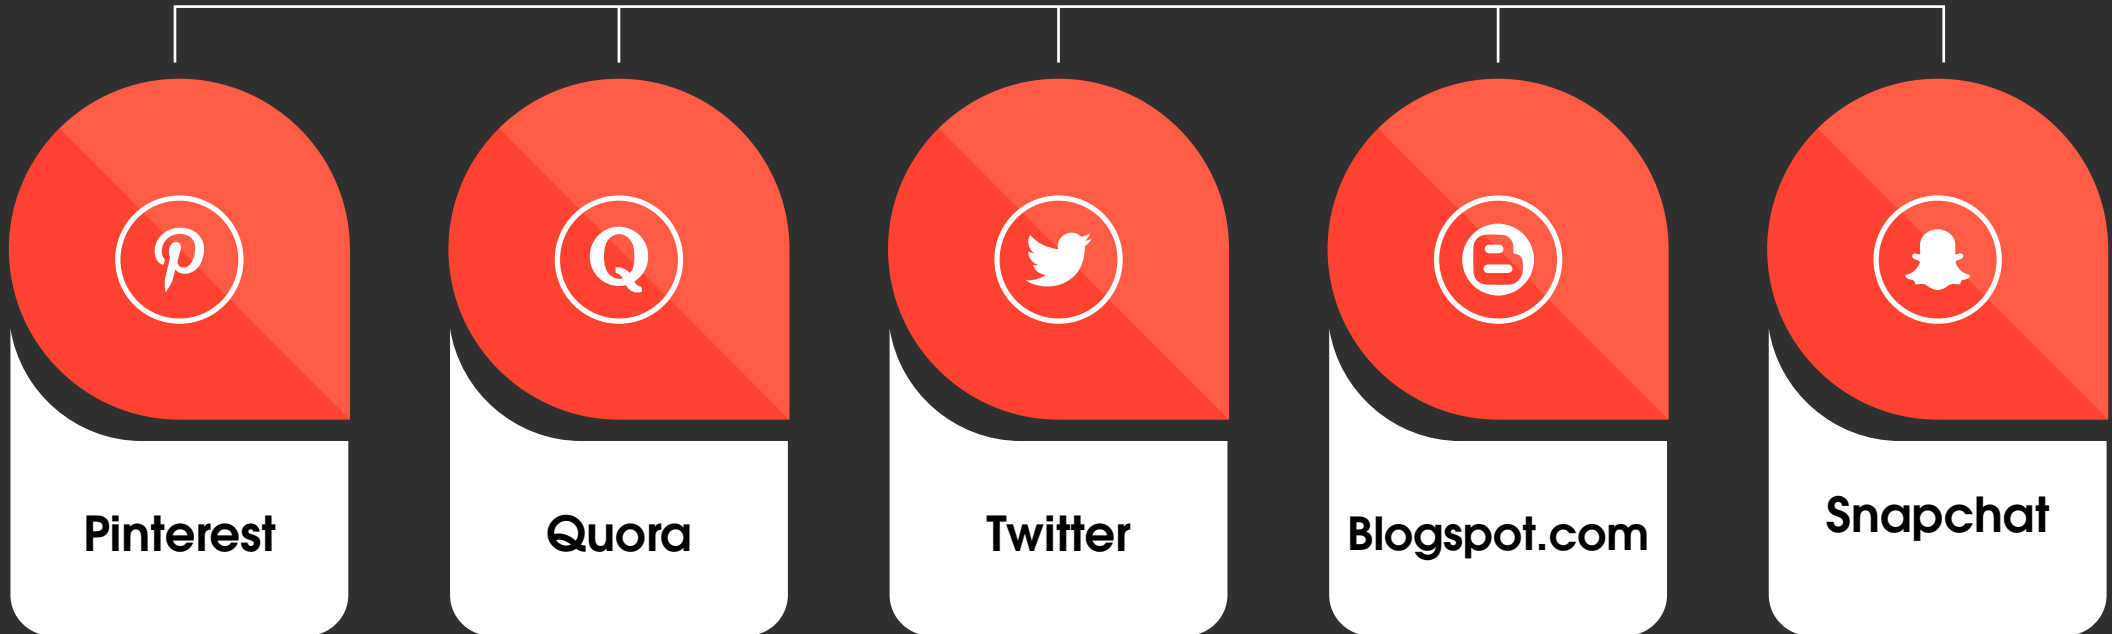 Pinterest
Quora
Twitter
Blogspot.com
Snapchat